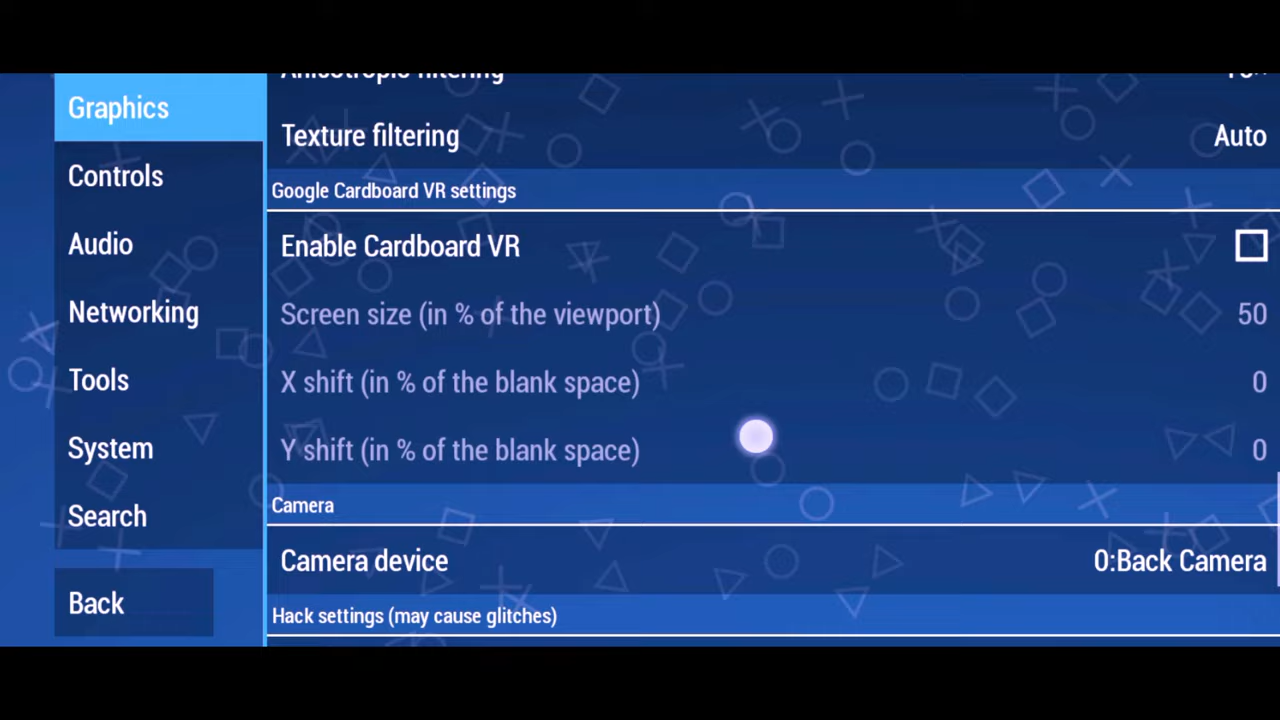 Graphics
Controls
Audio
Networking
Tools
System
Search
Back
Anisotropic filtering
Texture filtering Auto
Google Cardboard VR settings
Enable Cardboard VR
Screen size (in % of the viewport) 50
X shift (in % of the blank space) 0
Y shift (in % of the blank space) 0
Camera
Camera device 0:Back Camera
Hack settings (may cause glitches)